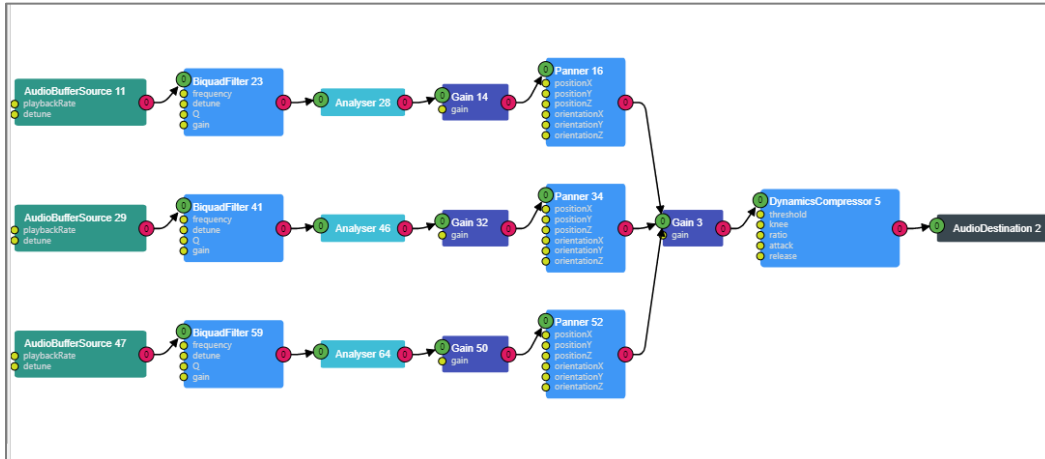 AudioBufferSource 11
playbackRate
detune
0
0
BiquadFilter 23
frequency
detune
Q
gain
0
0
Analyser 28
0
0
Gain 14
gain
0
0
Panner 16
positionX
positionY
positionZ
orientationX
orientationY
orientationZ
0
AudioBufferSource 29
playbackRate
detune
0
0
BiquadFilter 41
frequency
detune
Q
gain
0
0
Analyser 46
0
0
Gain 32
gain
0
0
Panner 34
positionX
positionY
positionZ
orientationX
orientationY
orientationZ
0
AudioBufferSource 47
playbackRate
detune
0
0
BiquadFilter 59
frequency
detune
Q
gain
0
0
Analyser 64
0
0
Gain 50
gain
0
0
Panner 52
positionX
positionY
positionZ
orientationX
orientationY
orientationZ
0
0
Gain 3
gain
0
0
DynamicsCompressor 5
threshold
knee
ratio
attack
release
0
0
AudioDestination 2